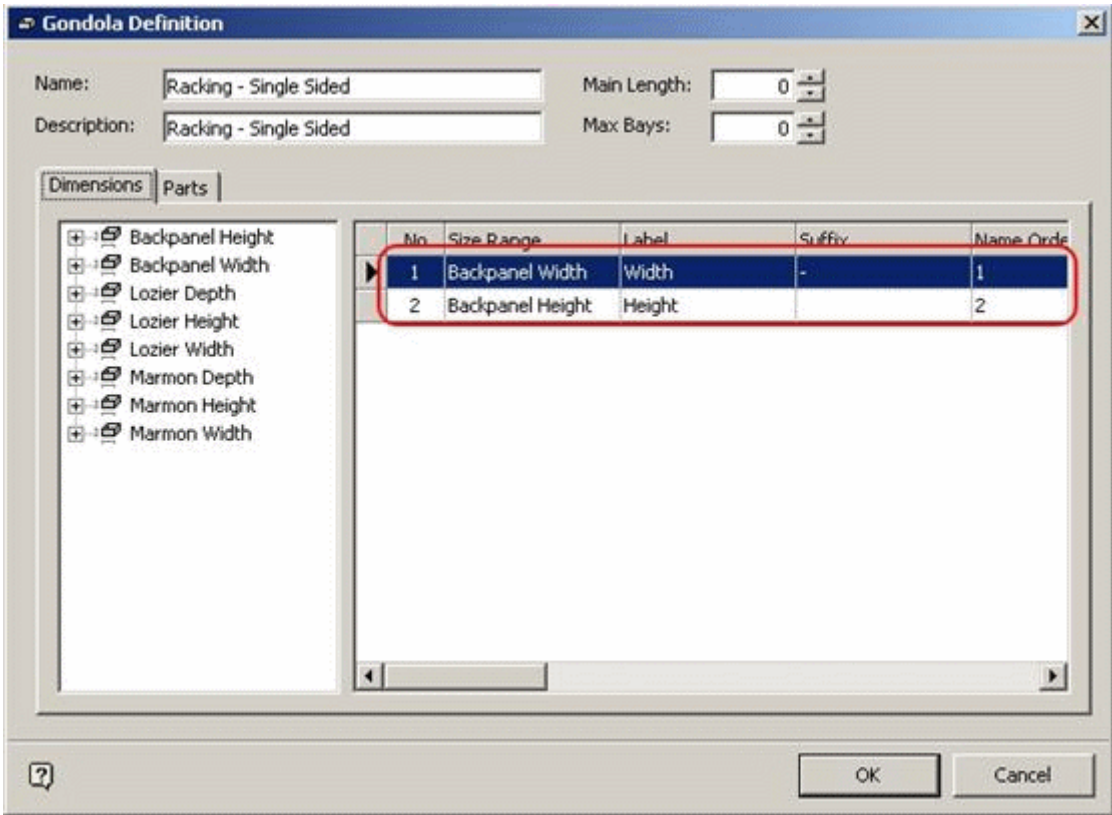 Gondola Definition
Name: Racking - Single Sided Main Length: 0
Description: Racking - Single Sided Max Bays: 0
Dimensions Parts
Backpanel Height
Backpanel Width
Lozier Depth
Lozier Height
Lozier Width
Marmon Depth
Marmon Height
Marmon Width
No Size Range Label Suffix Name Orde
1 Backpanel Width Width - 1
2 Backpanel Height Height 2
OK Cancel